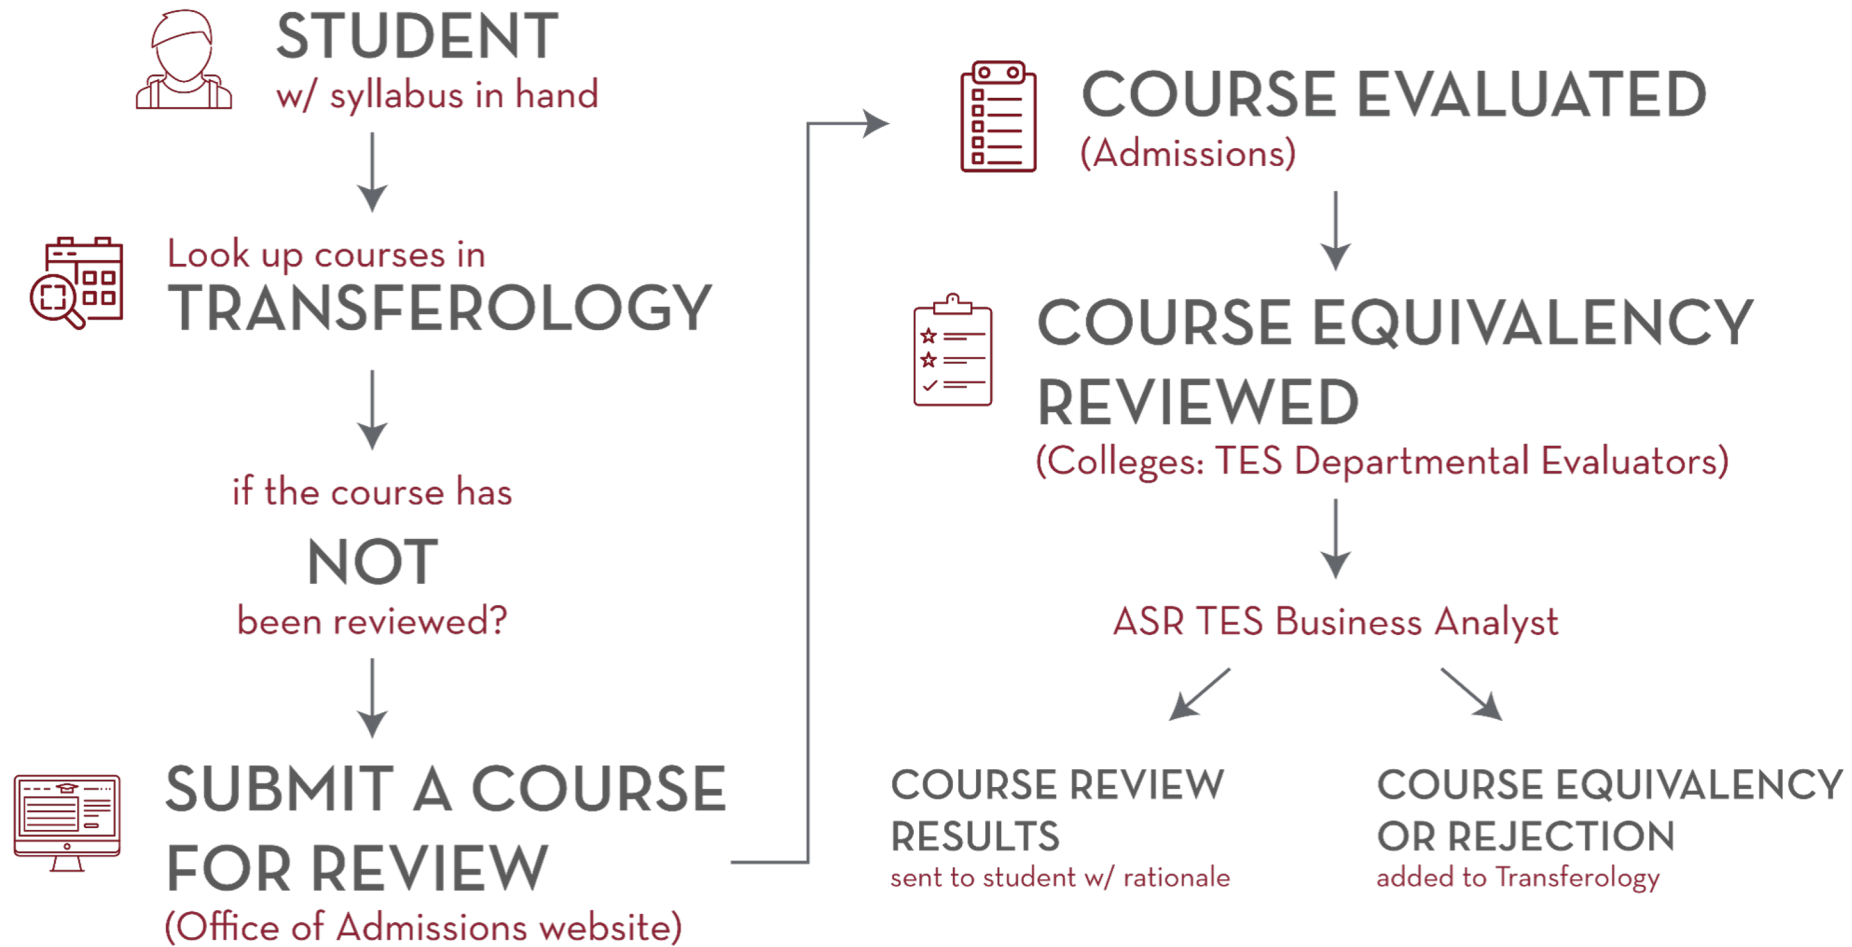 STUDENT
w/ syllabus in hand
Look up courses in
TRANSFEROLOGY
if the course has
NOT
been reviewed?
SUBMIT A COURSE
FOR REVIEW
(Office of Admissions website)
COURSE EVALUATED
(Admissions)
COURSE EQUIVALENCY
REVIEWED
(Colleges: TES Departmental Evaluators)
ASR TES Business Analyst
COURSE REVIEW
RESULTS
sent to student w/ rationale
COURSE EQUIVALENCY
OR REJECTION
added to Transferology